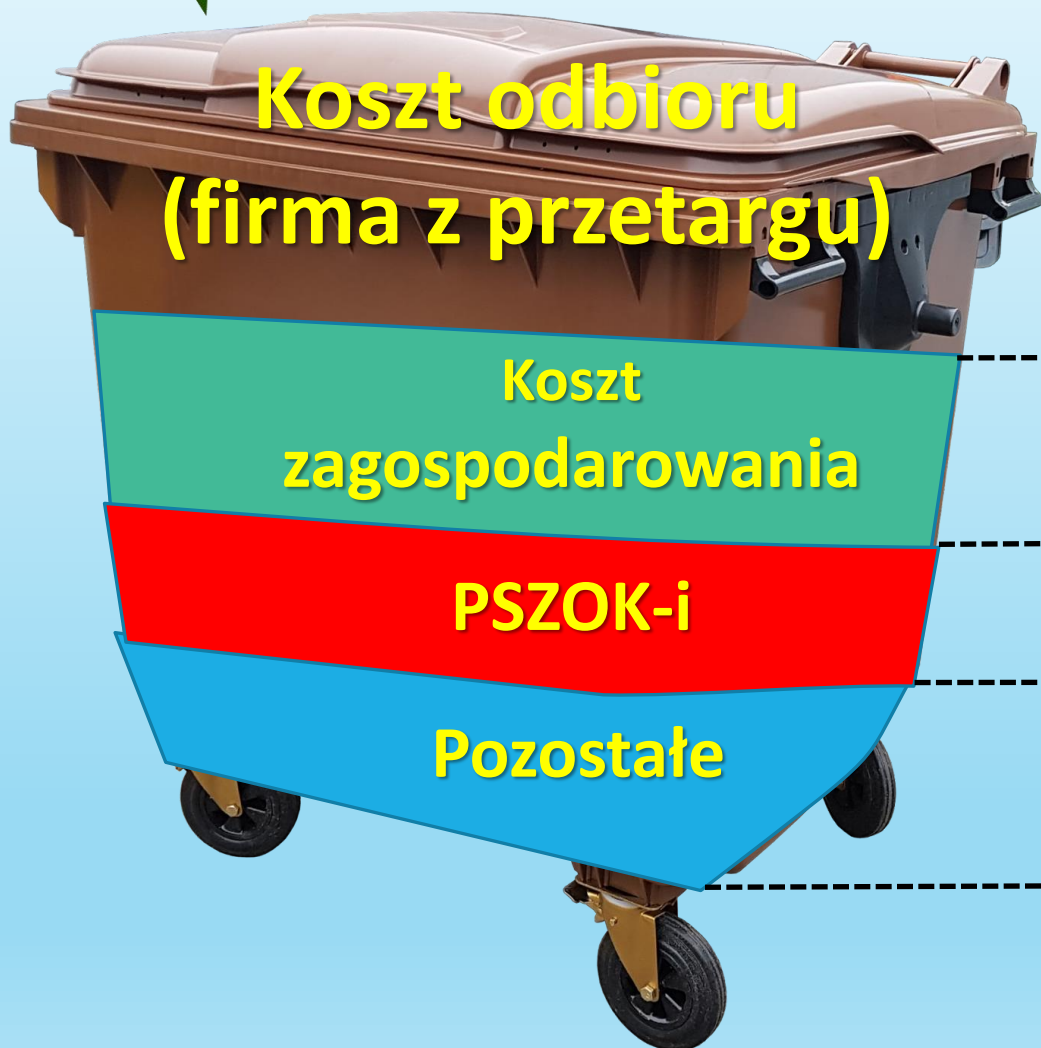 Koszt odbioru
(firma z przetargu)
Koszt
zagospodarowania
PSZOK-i
Pozostałe